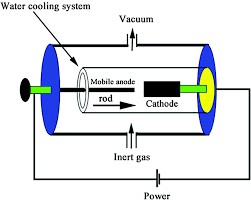 Water cooling system
Vacuum
Mobile anode
rod
Cathode
Inert gas
Power